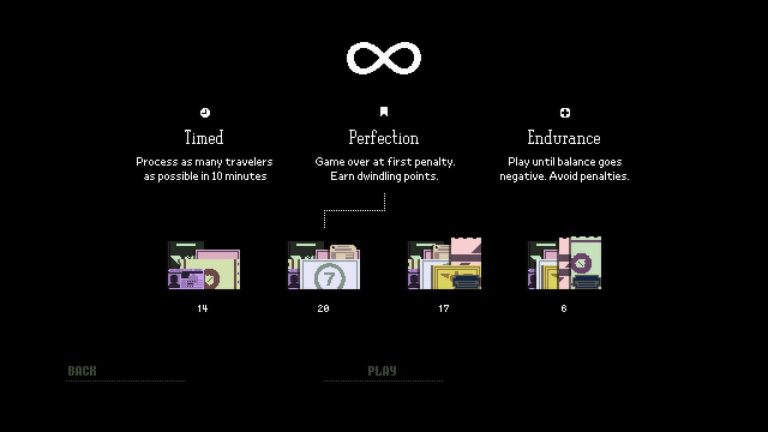 Timed
Process as many travelers
as possible in 10 minutes
Perfection
Game over at first penalty.
Earn dwindling points.
Endurance
Play until balance goes
negative. Avoid penalties.
7
14
20
17
6
BACK
PLAY